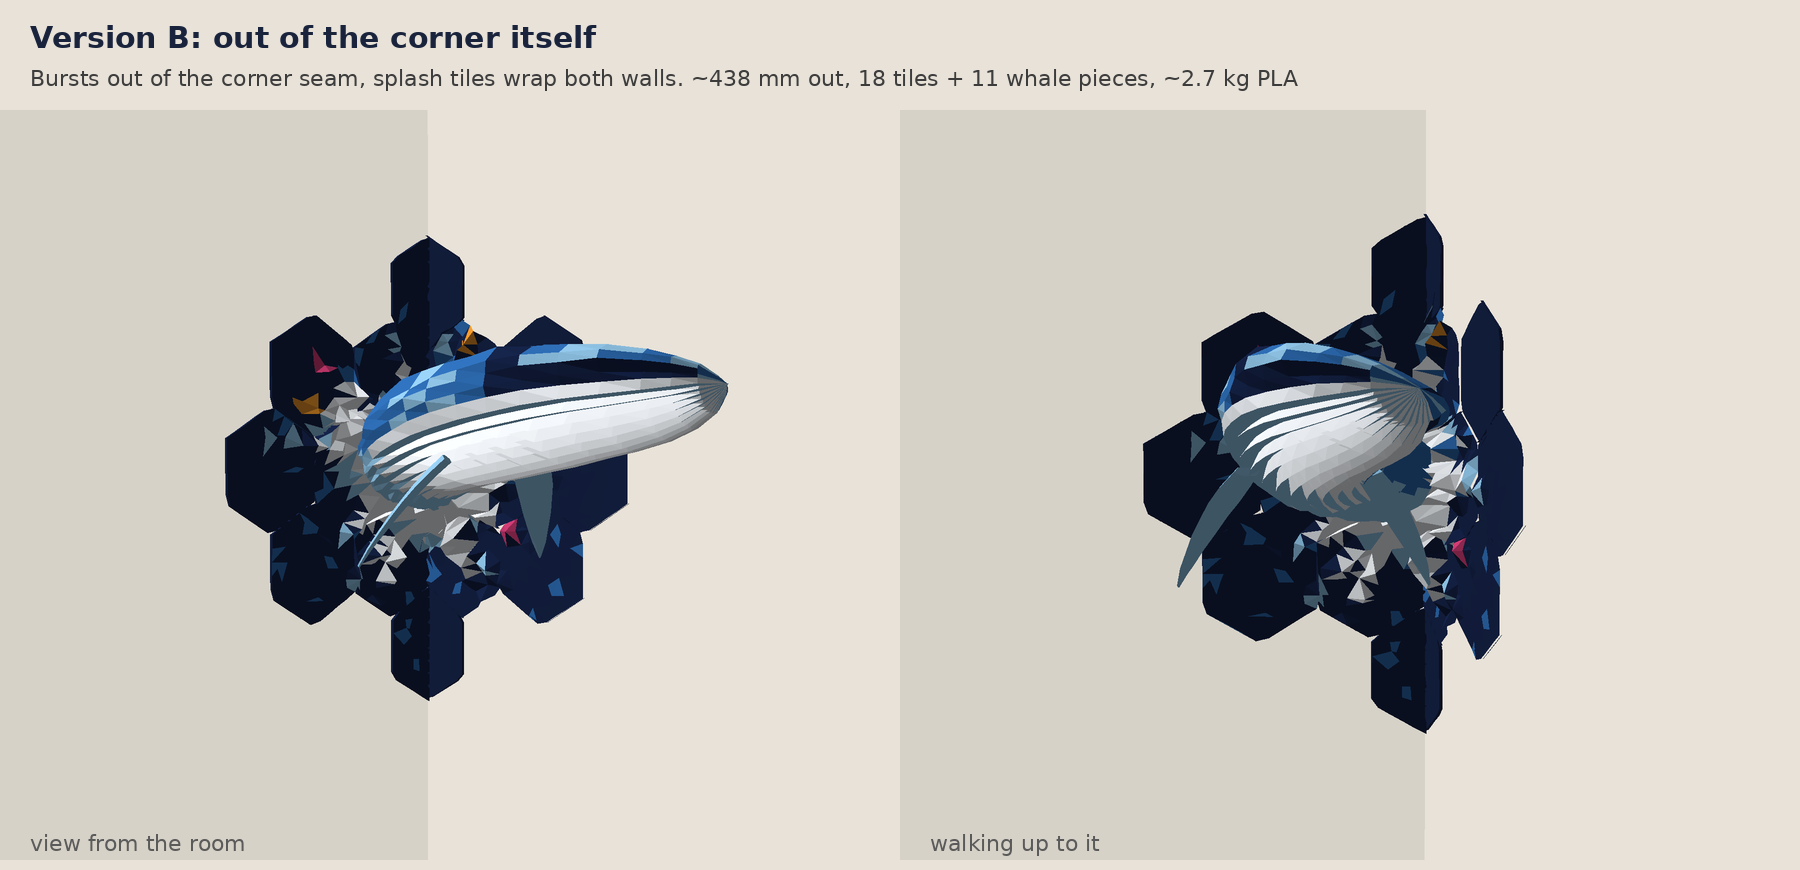 Version B: out of the corner itself
Bursts out of the corner seam, splash tiles wrap both walls. ~438 mm out, 18 tiles + 11 whale pieces, ~2.7 kg PLA
view from the room
walking up to it